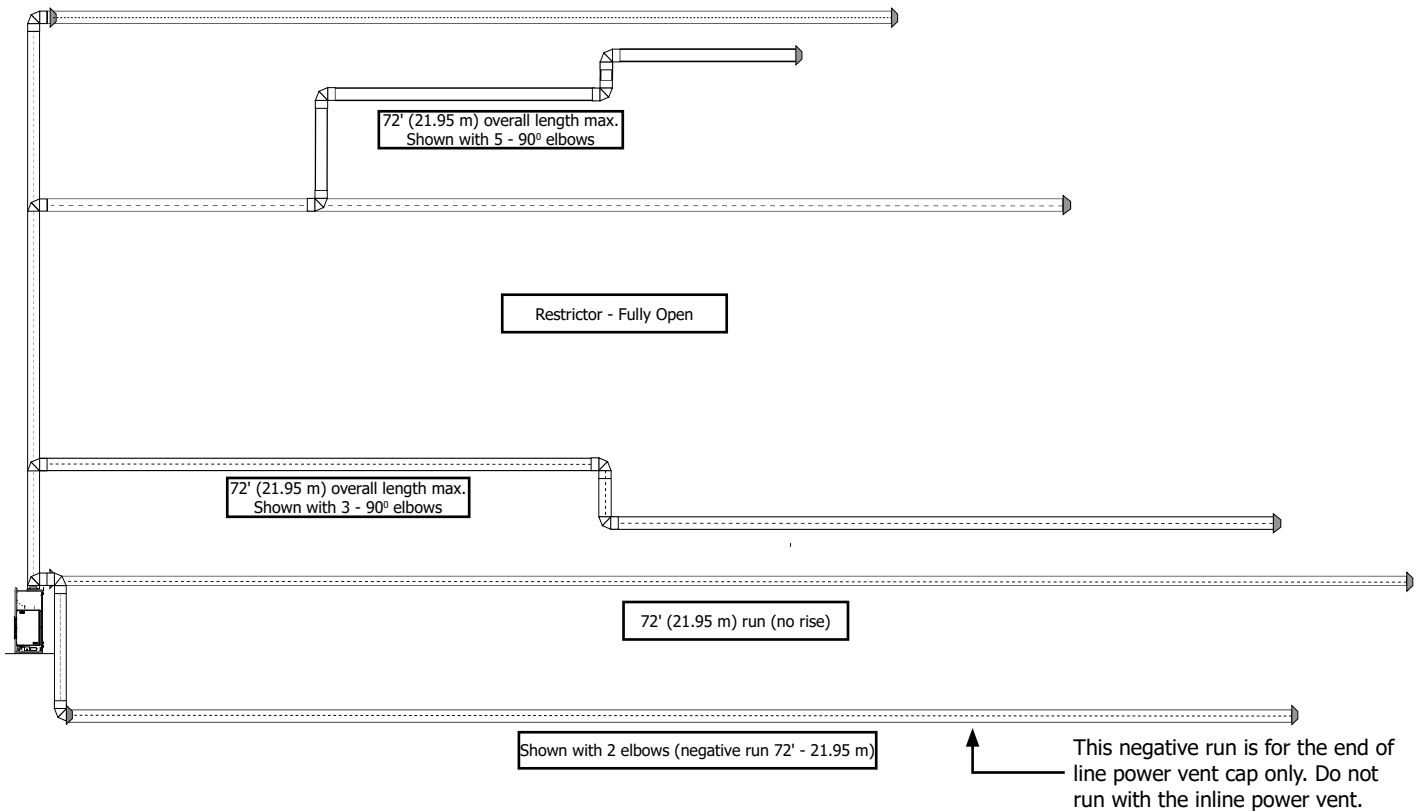 72' (21.95 m) overall length max.
Shown with 5 - 90⁰ elbows
Restrictor - Fully Open
72' (21.95 m) overall length max.
Shown with 3 - 90⁰ elbows
72' (21.95 m) run (no rise)
Shown with 2 elbows (negative run 72' - 21.95 m)
This negative run is for the end of
line power vent cap only. Do not
run with the inline power vent.